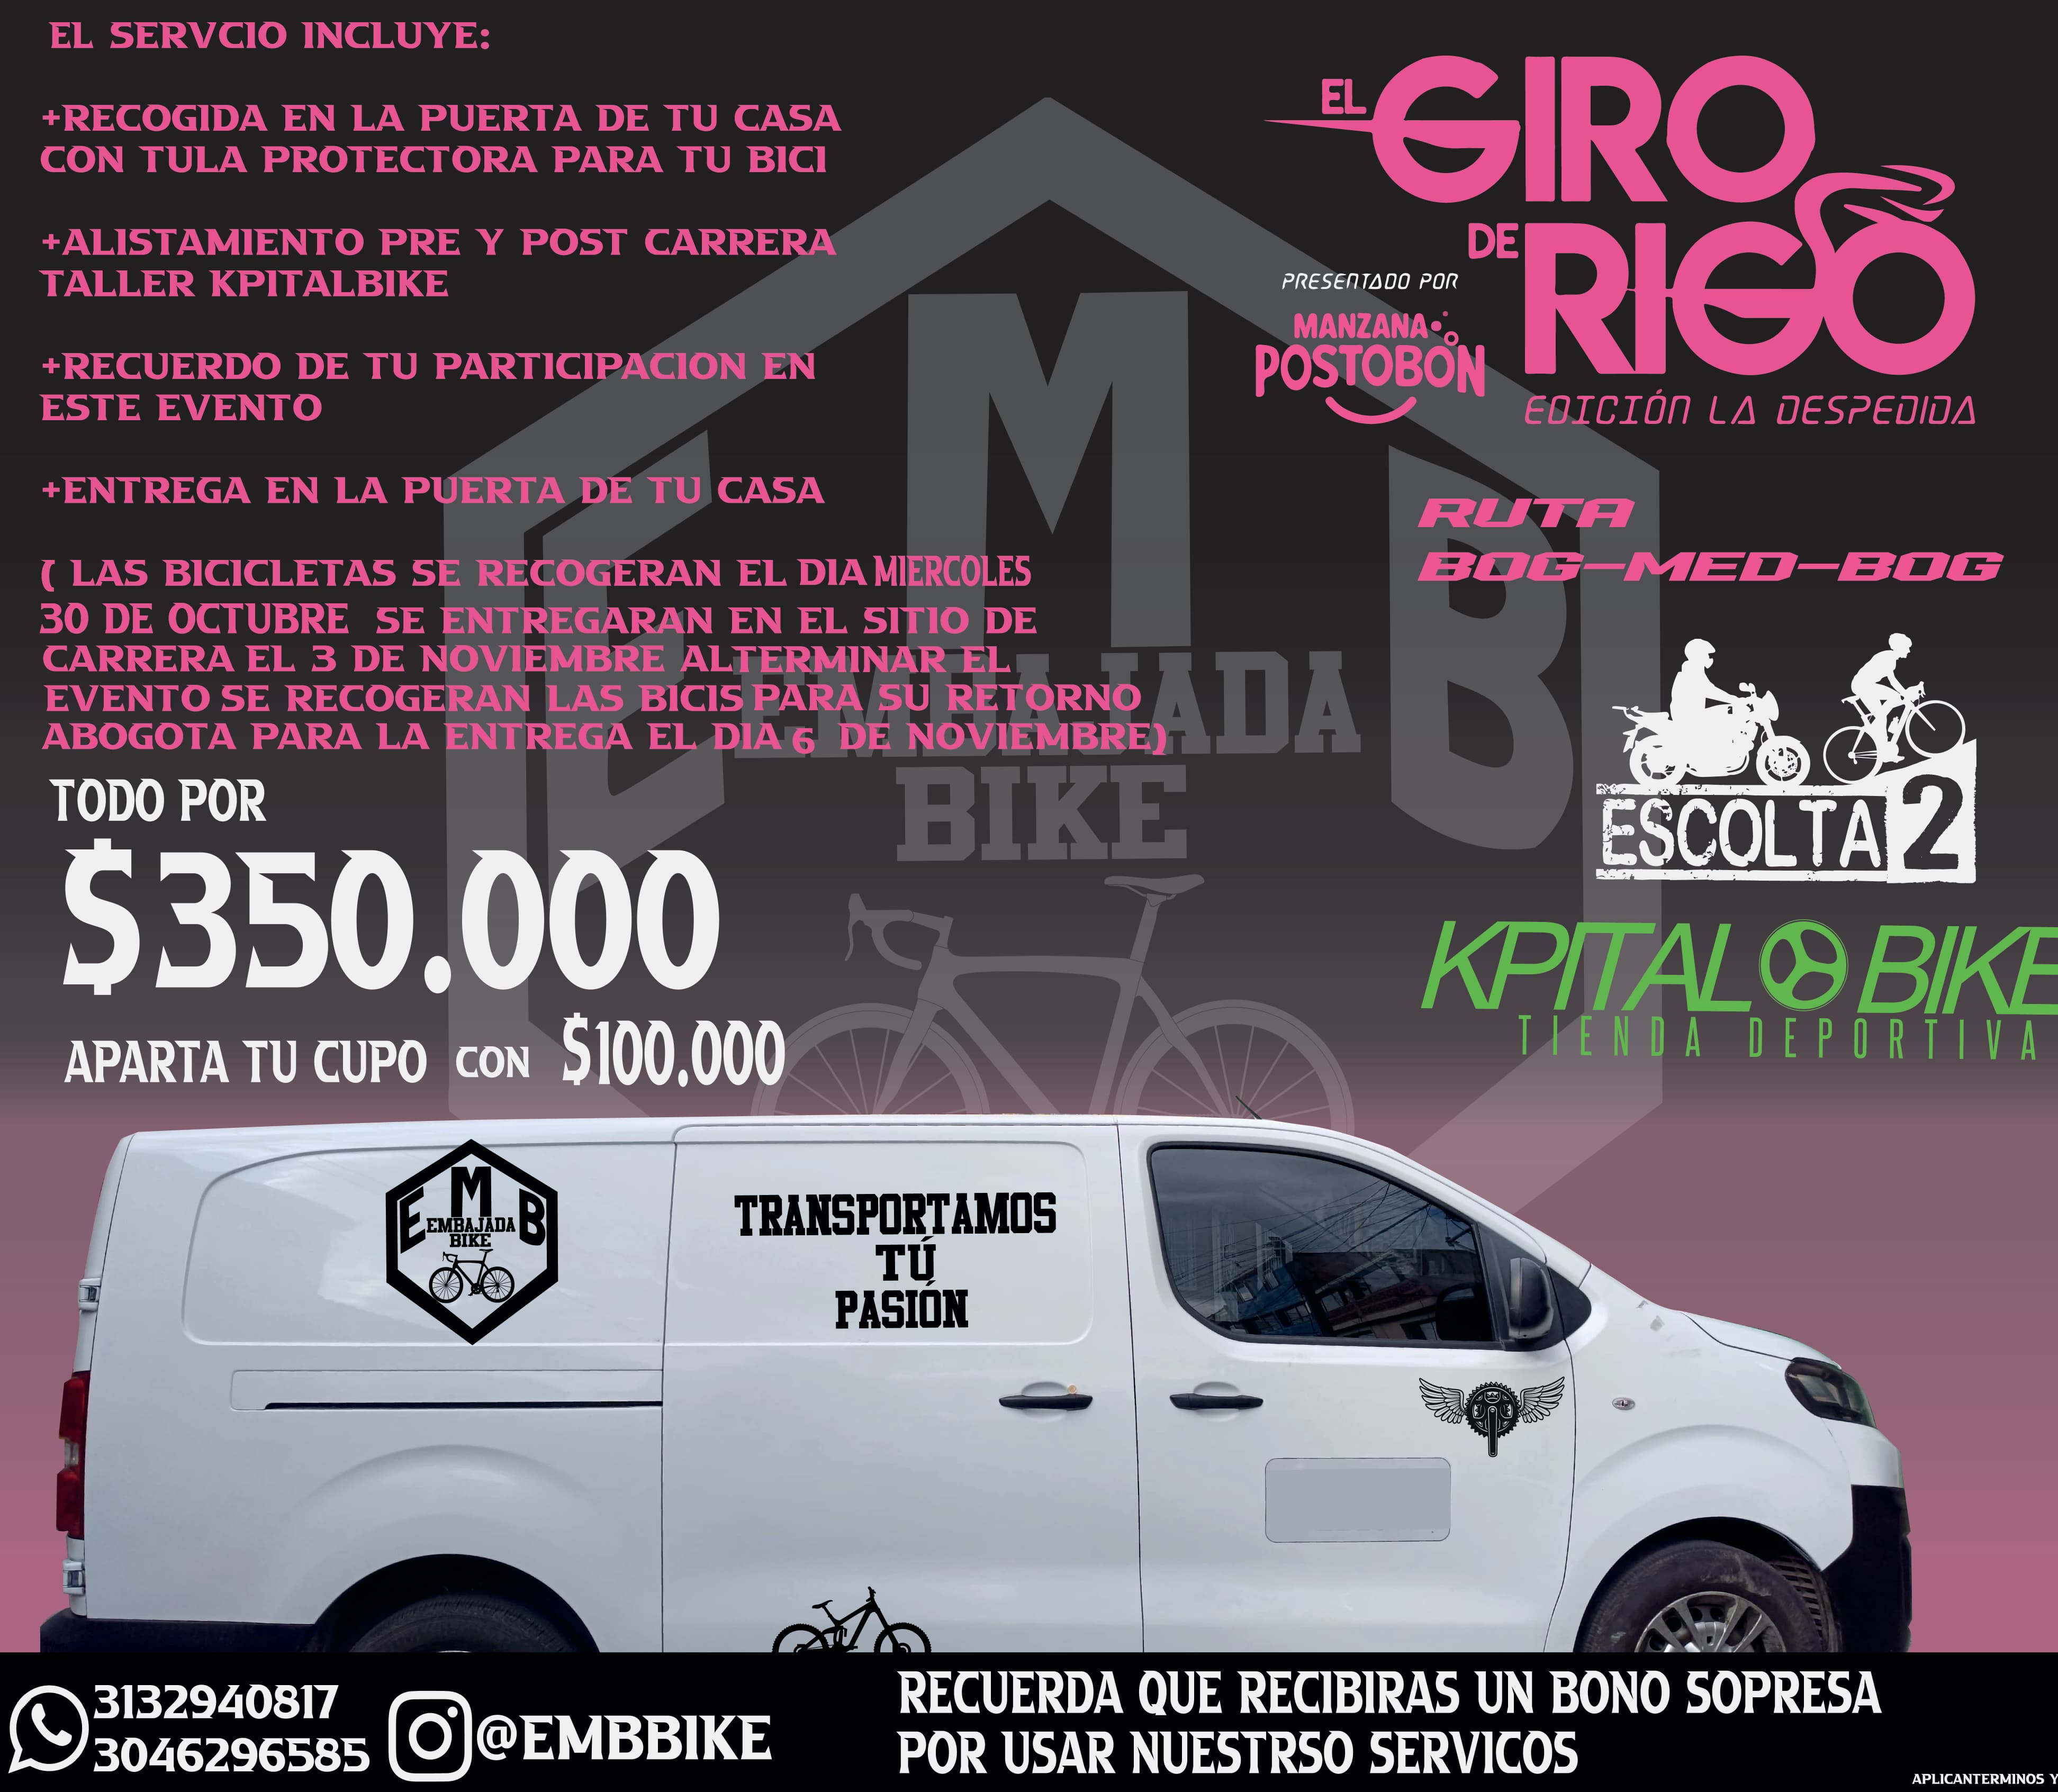 EL SERVCIO INCLUYE:
+RECOGIDA EN LA PUERTA DE TU CASA
CON TULA PROTECTORA PARA TU BICI
+ALISTAMIENTO PRE Y POST CARRERA
TALLER KPITALBIKE
+RECUERDO DE TU PARTICIPACION EN
ESTE EVENTO
+ENTREGA EN LA PUERTA DE TU CASA
( LAS BICICLETAS SE RECOGERAN EL DIA MIERCOLES
30 DE OCTUBRE SE ENTREGARAN EN EL SITIO DE
CARRERA EL 3 DE NOVIEMBRE ALTERMINAR EL
EVENTO SE RECOGERAN LAS BICIS PARA SU RETORNO
ABOGOTA PARA LA ENTREGA EL DIA 6 DE NOVIEMBRE)
TODO POR
$350.000
APARTA TU CUPO CON $100.000
EL GIRO
DE RIGO
EDICIÓN LA DESPEDIDA
PRESENTADO POR
MANZANA
POSTOBÓN
RUTA
BOG-MED-BOG
ESCOLTA 2
KPITAL BIKE
TIENDA DEPORTIVA
E M B
EMBAJADA
BIKE
E M B
EMBAJADA
BIKE
TRANSPORTAMOS
TÚ
PASIÓN
3132940817
3046296585
@EMBBIKE
RECUERDA QUE RECIBIRAS UN BONO SOPRESA
POR USAR NUESTRSO SERVICOS
APLICANTERMINOS Y